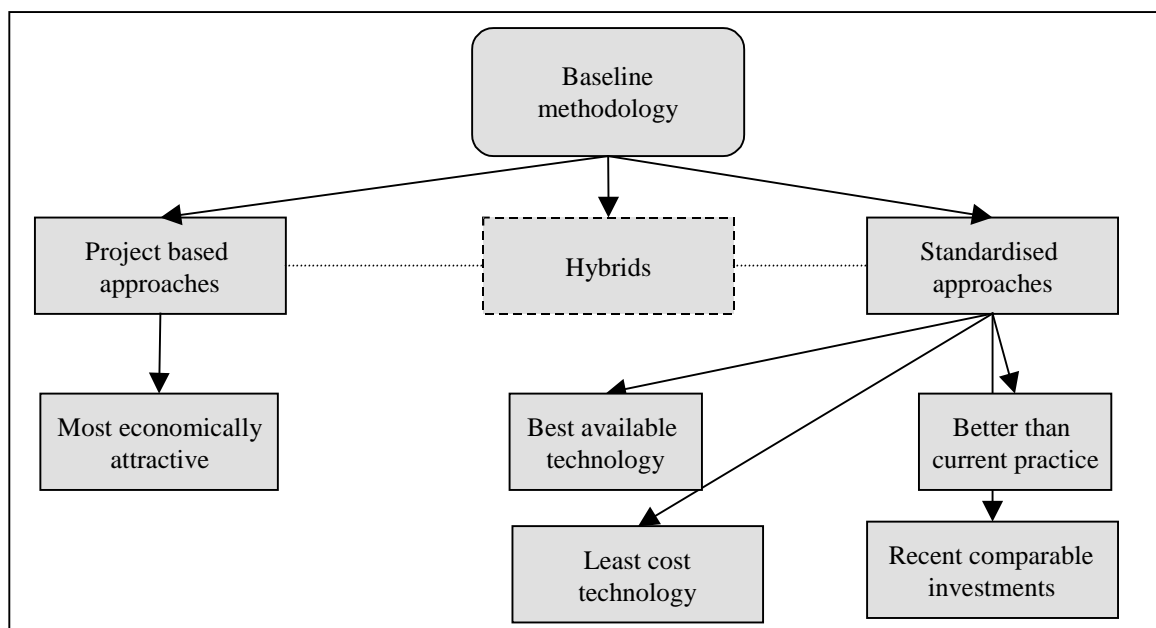 Baseline
methodology
Project based
approaches
Hybrids
Standardised
approaches
Most economically
attractive
Best available
technology
Better than
current practice
Least cost
technology
Recent comparable
investments